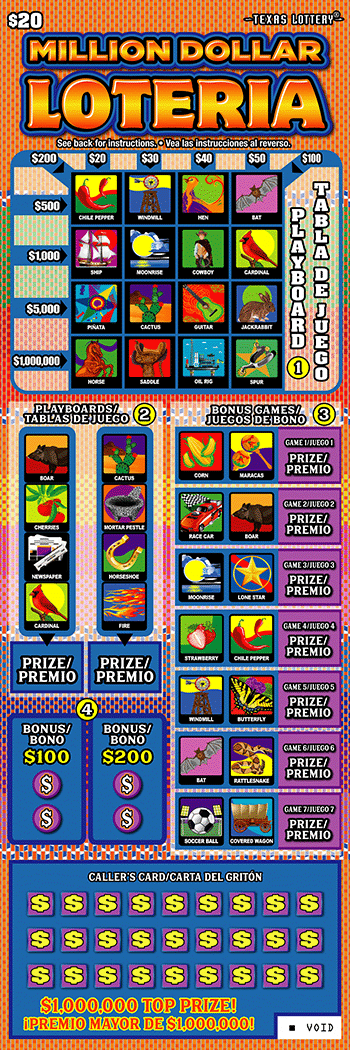 $20
TEXAS LOTTERY®
MILLION DOLLAR
LOTERIA
See back for instructions. • Vea las instrucciones al reverso.
$200 $20 $30 $40 $50 $100
$500
CHILE PEPPER WINDMILL HEN BAT
$1,000
SHIP MOONRISE COWBOY CARDINAL
$5,000
PIÑATA CACTUS GUITAR JACKRABBIT
$1,000,000
HORSE SADDLE OIL RIG SPUR
PLAYBOARD
TABLA DE JUEGO
1
PLAYBOARDS/
TABLAS DE JUEGO
2
BOAR CACTUS
CHERRIES MORTAR PESTLE
NEWSPAPER HORSESHOE
CARDINAL FIRE
PRIZE/
PREMIO
PRIZE/
PREMIO
BONUS GAMES/
JUEGOS DE BONO
3
GAME 1/JUEGO 1
CORN MARACAS
PRIZE/
PREMIO
GAME 2/JUEGO 2
RACE CAR BOAR
PRIZE/
PREMIO
GAME 3/JUEGO 3
MOONRISE LONE STAR
PRIZE/
PREMIO
GAME 4/JUEGO 4
STRAWBERRY CHILE PEPPER
PRIZE/
PREMIO
GAME 5/JUEGO 5
WINDMILL BUTTERFLY
PRIZE/
PREMIO
GAME 6/JUEGO 6
BAT RATTLESNAKE
PRIZE/
PREMIO
GAME 7/JUEGO 7
SOCCER BALL COVERED WAGON
PRIZE/
PREMIO
4
BONUS/
BONO
$100
$
$
BONUS/
BONO
$200
$
$
CALLER'S CARD/CARTA DEL GRITÓN
$ $ $ $ $ $ $ $ $ $
$ $ $ $ $ $ $ $ $ $
$ $ $ $ $ $ $ $ $ $
$1,000,000 TOP PRIZE!
¡PREMIO MAYOR DE $1,000,000!
VOID